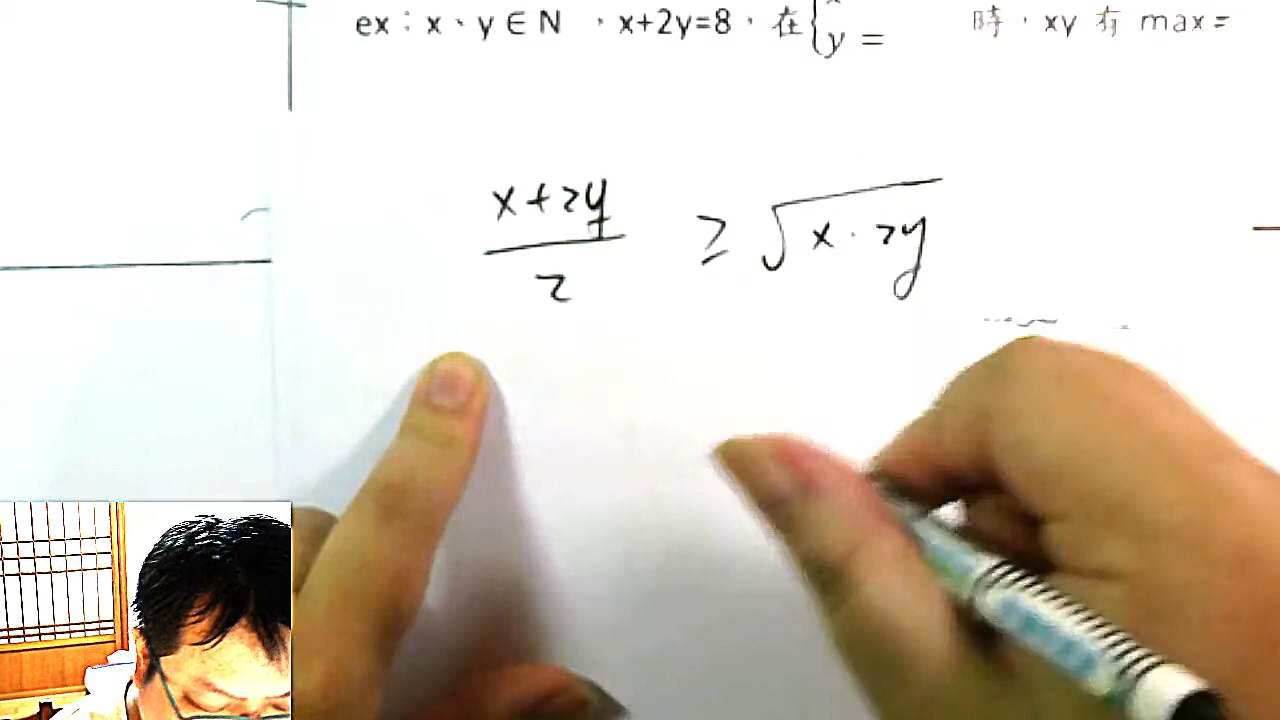 ex：x、y ∈ N ，x+2y=8，在{y = 時，xy 有 max=
x+2y/2 ≥ √x·2y